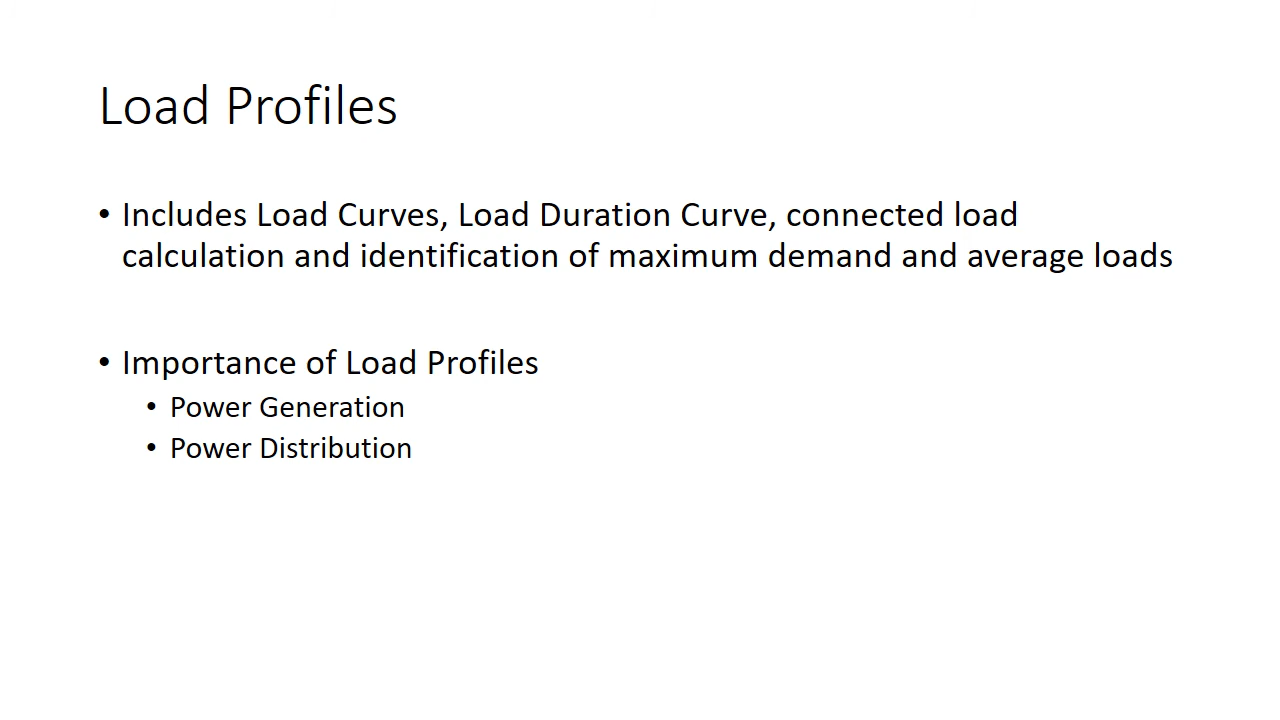 Load Profiles
• Includes Load Curves, Load Duration Curve, connected load
calculation and identification of maximum demand and average loads
• Importance of Load Profiles
• Power Generation
• Power Distribution